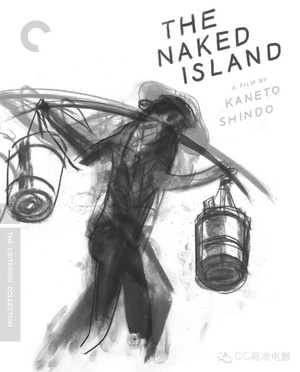 THE
NAKED
ISLAND
A FILM BY
KANETO
SHINDO
THE CRITERION COLLECTION
CC标准电影